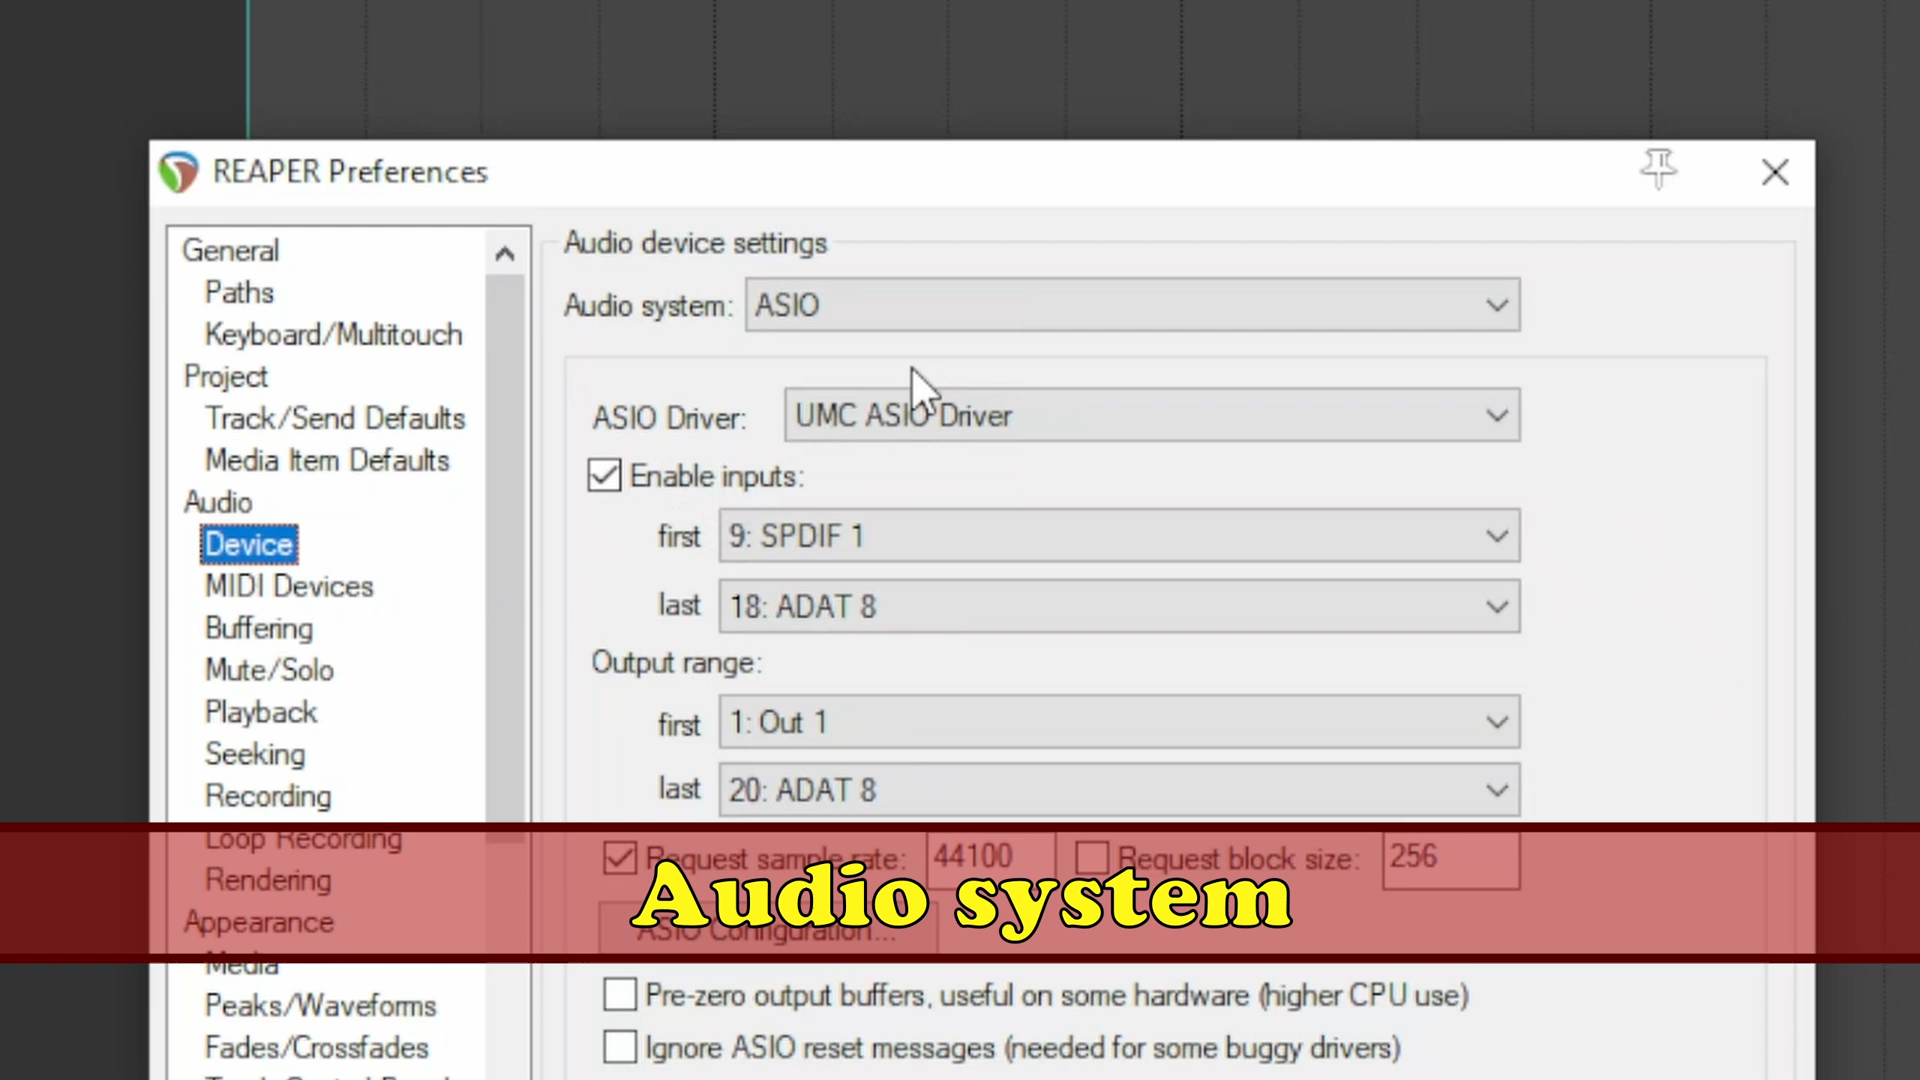 REAPER Preferences
General
Paths
Keyboard/Multitouch
Project
Track/Send Defaults
Media Item Defaults
Audio
Device
MIDI Devices
Buffering
Mute/Solo
Playback
Seeking
Recording
Loop Recording
Rendering
Appearance
Media
Peaks/Waveforms
Fades/Crossfades
Audio device settings
Audio system: ASIO
ASIO Driver: UMC ASIO Driver
Enable inputs:
first 9: SPDIF 1
last 18: ADAT 8
Output range:
first 1: Out 1
last 20: ADAT 8
Request sample rate: 44100 Request block size: 256
ASIO Configuration...
Pre-zero output buffers, useful on some hardware (higher CPU use)
Ignore ASIO reset messages (needed for some buggy drivers)
Audio system